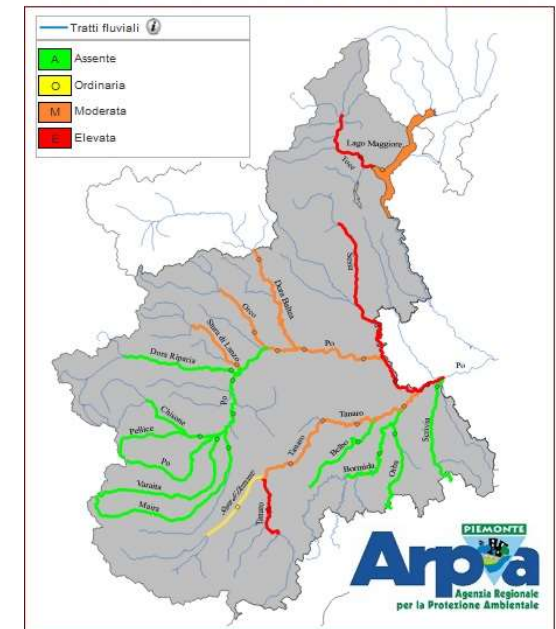 Tratti fluviali i
A Assente
O Ordinaria
M Moderata
E Elevata
Lago Maggiore
Toce
Sesia
Dora Baltea
Orco
Stura di Lanzo
Po
Po
Dora Riparia
Po
Chisone
Pellice
Po
Varaita
Maira
Tanaro
Tanaro
Belbo
Bormida
Orba
Scrivia
Stura di Demonte
Tanaro
PIEMONTE
Arpa
Agenzia Regionale
per la Protezione Ambientale